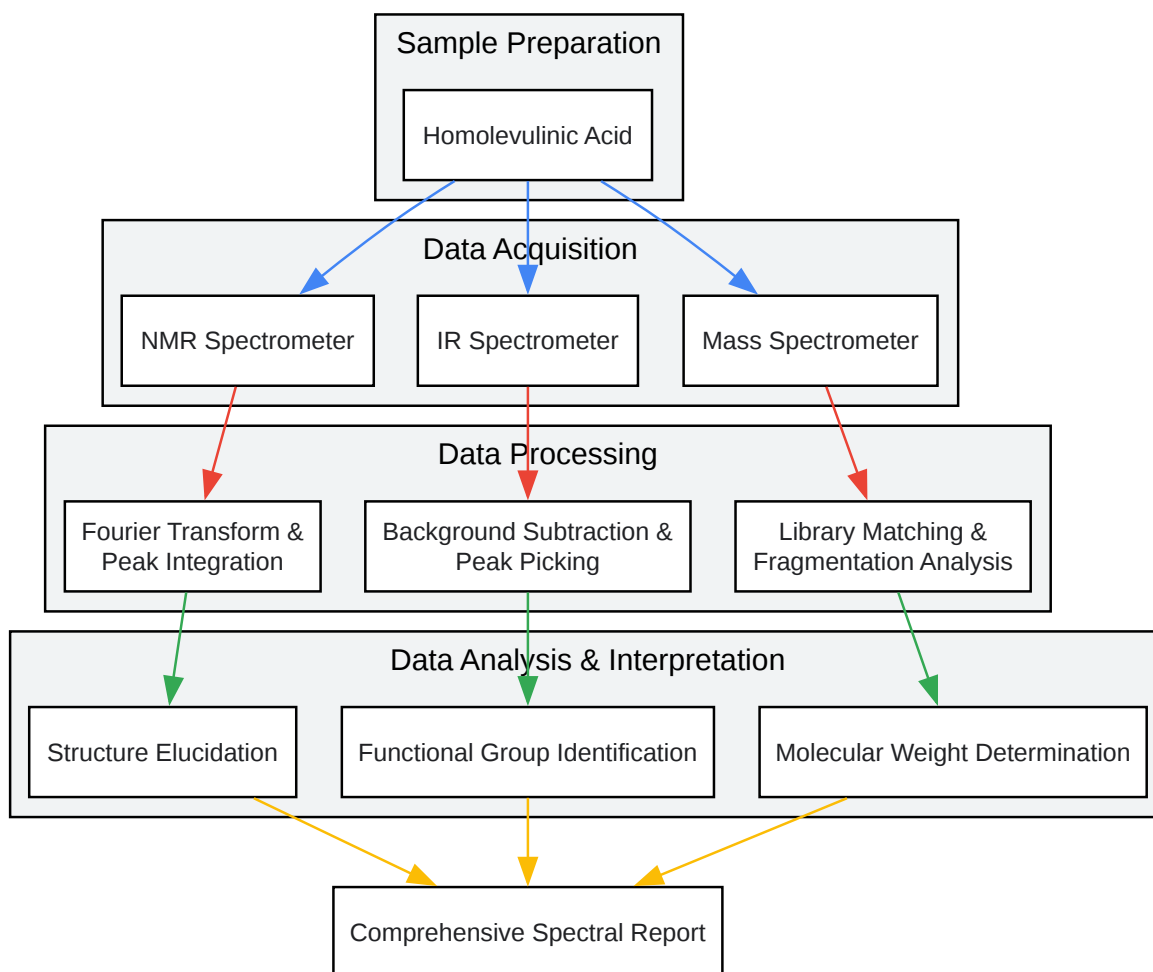 Sample Preparation
Homolevulinic Acid
Data Acquisition
NMR Spectrometer
IR Spectrometer
Mass Spectrometer
Data Processing
Fourier Transform &
Peak Integration
Background Subtraction &
Peak Picking
Library Matching &
Fragmentation Analysis
Data Analysis & Interpretation
Structure Elucidation
Functional Group Identification
Molecular Weight Determination
Comprehensive Spectral Report